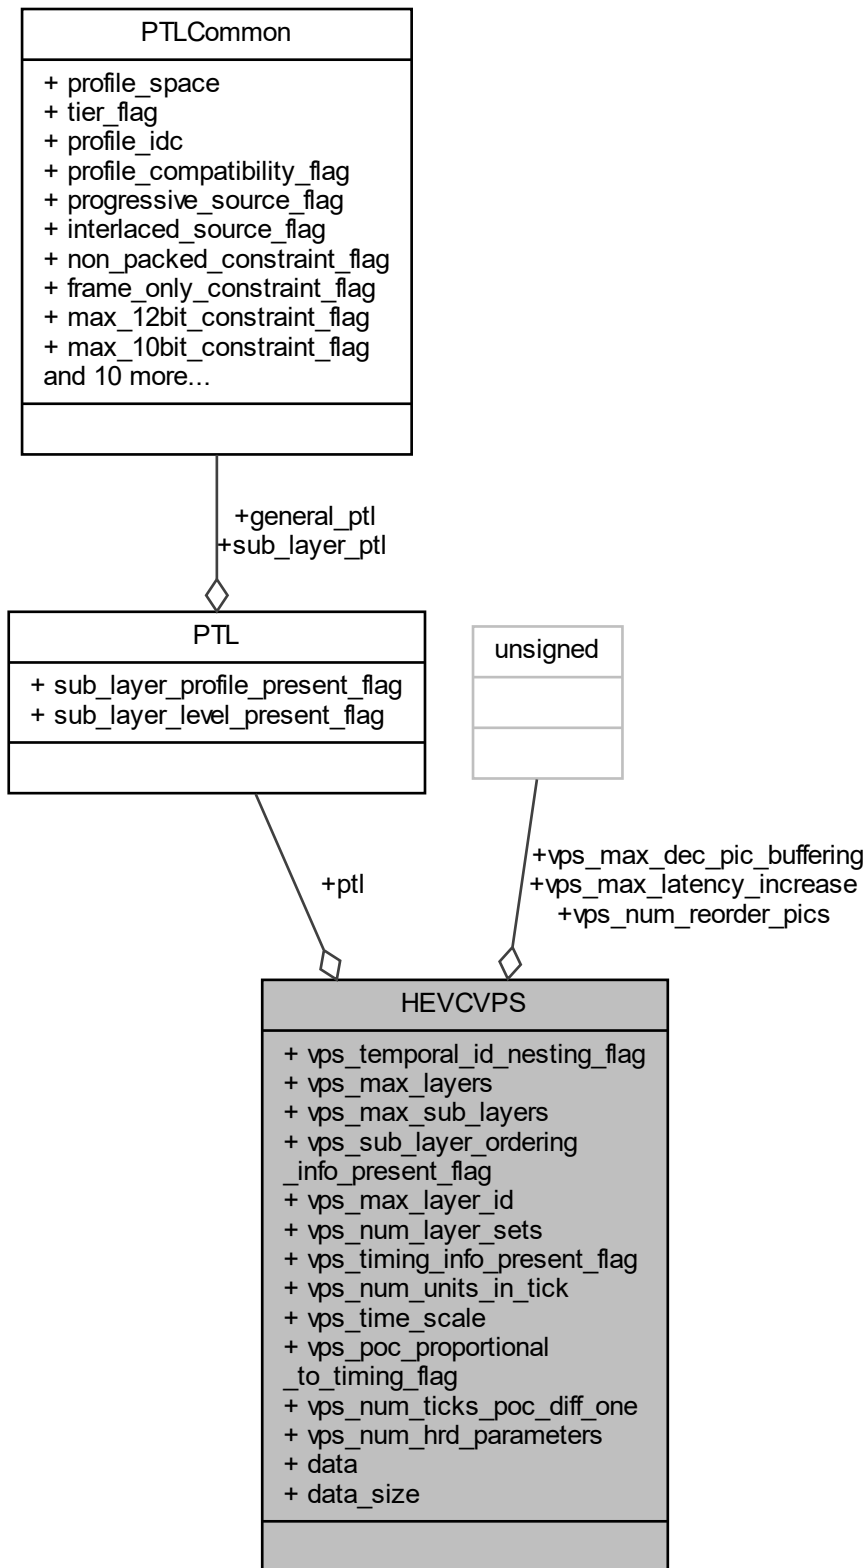 PTLCommon
+ profile_space
+ tier_flag
+ profile_idc
+ profile_compatibility_flag
+ progressive_source_flag
+ interlaced_source_flag
+ non_packed_constraint_flag
+ frame_only_constraint_flag
+ max_12bit_constraint_flag
+ max_10bit_constraint_flag
and 10 more...
+general_ptl
+sub_layer_ptl
PTL
+ sub_layer_profile_present_flag
+ sub_layer_level_present_flag
unsigned
+ptl
+vps_max_dec_pic_buffering
+vps_max_latency_increase
+vps_num_reorder_pics
HEVCVPS
+ vps_temporal_id_nesting_flag
+ vps_max_layers
+ vps_max_sub_layers
+ vps_sub_layer_ordering
_info_present_flag
+ vps_max_layer_id
+ vps_num_layer_sets
+ vps_timing_info_present_flag
+ vps_num_units_in_tick
+ vps_time_scale
+ vps_poc_proportional
_to_timing_flag
+ vps_num_ticks_poc_diff_one
+ vps_num_hrd_parameters
+ data
+ data_size